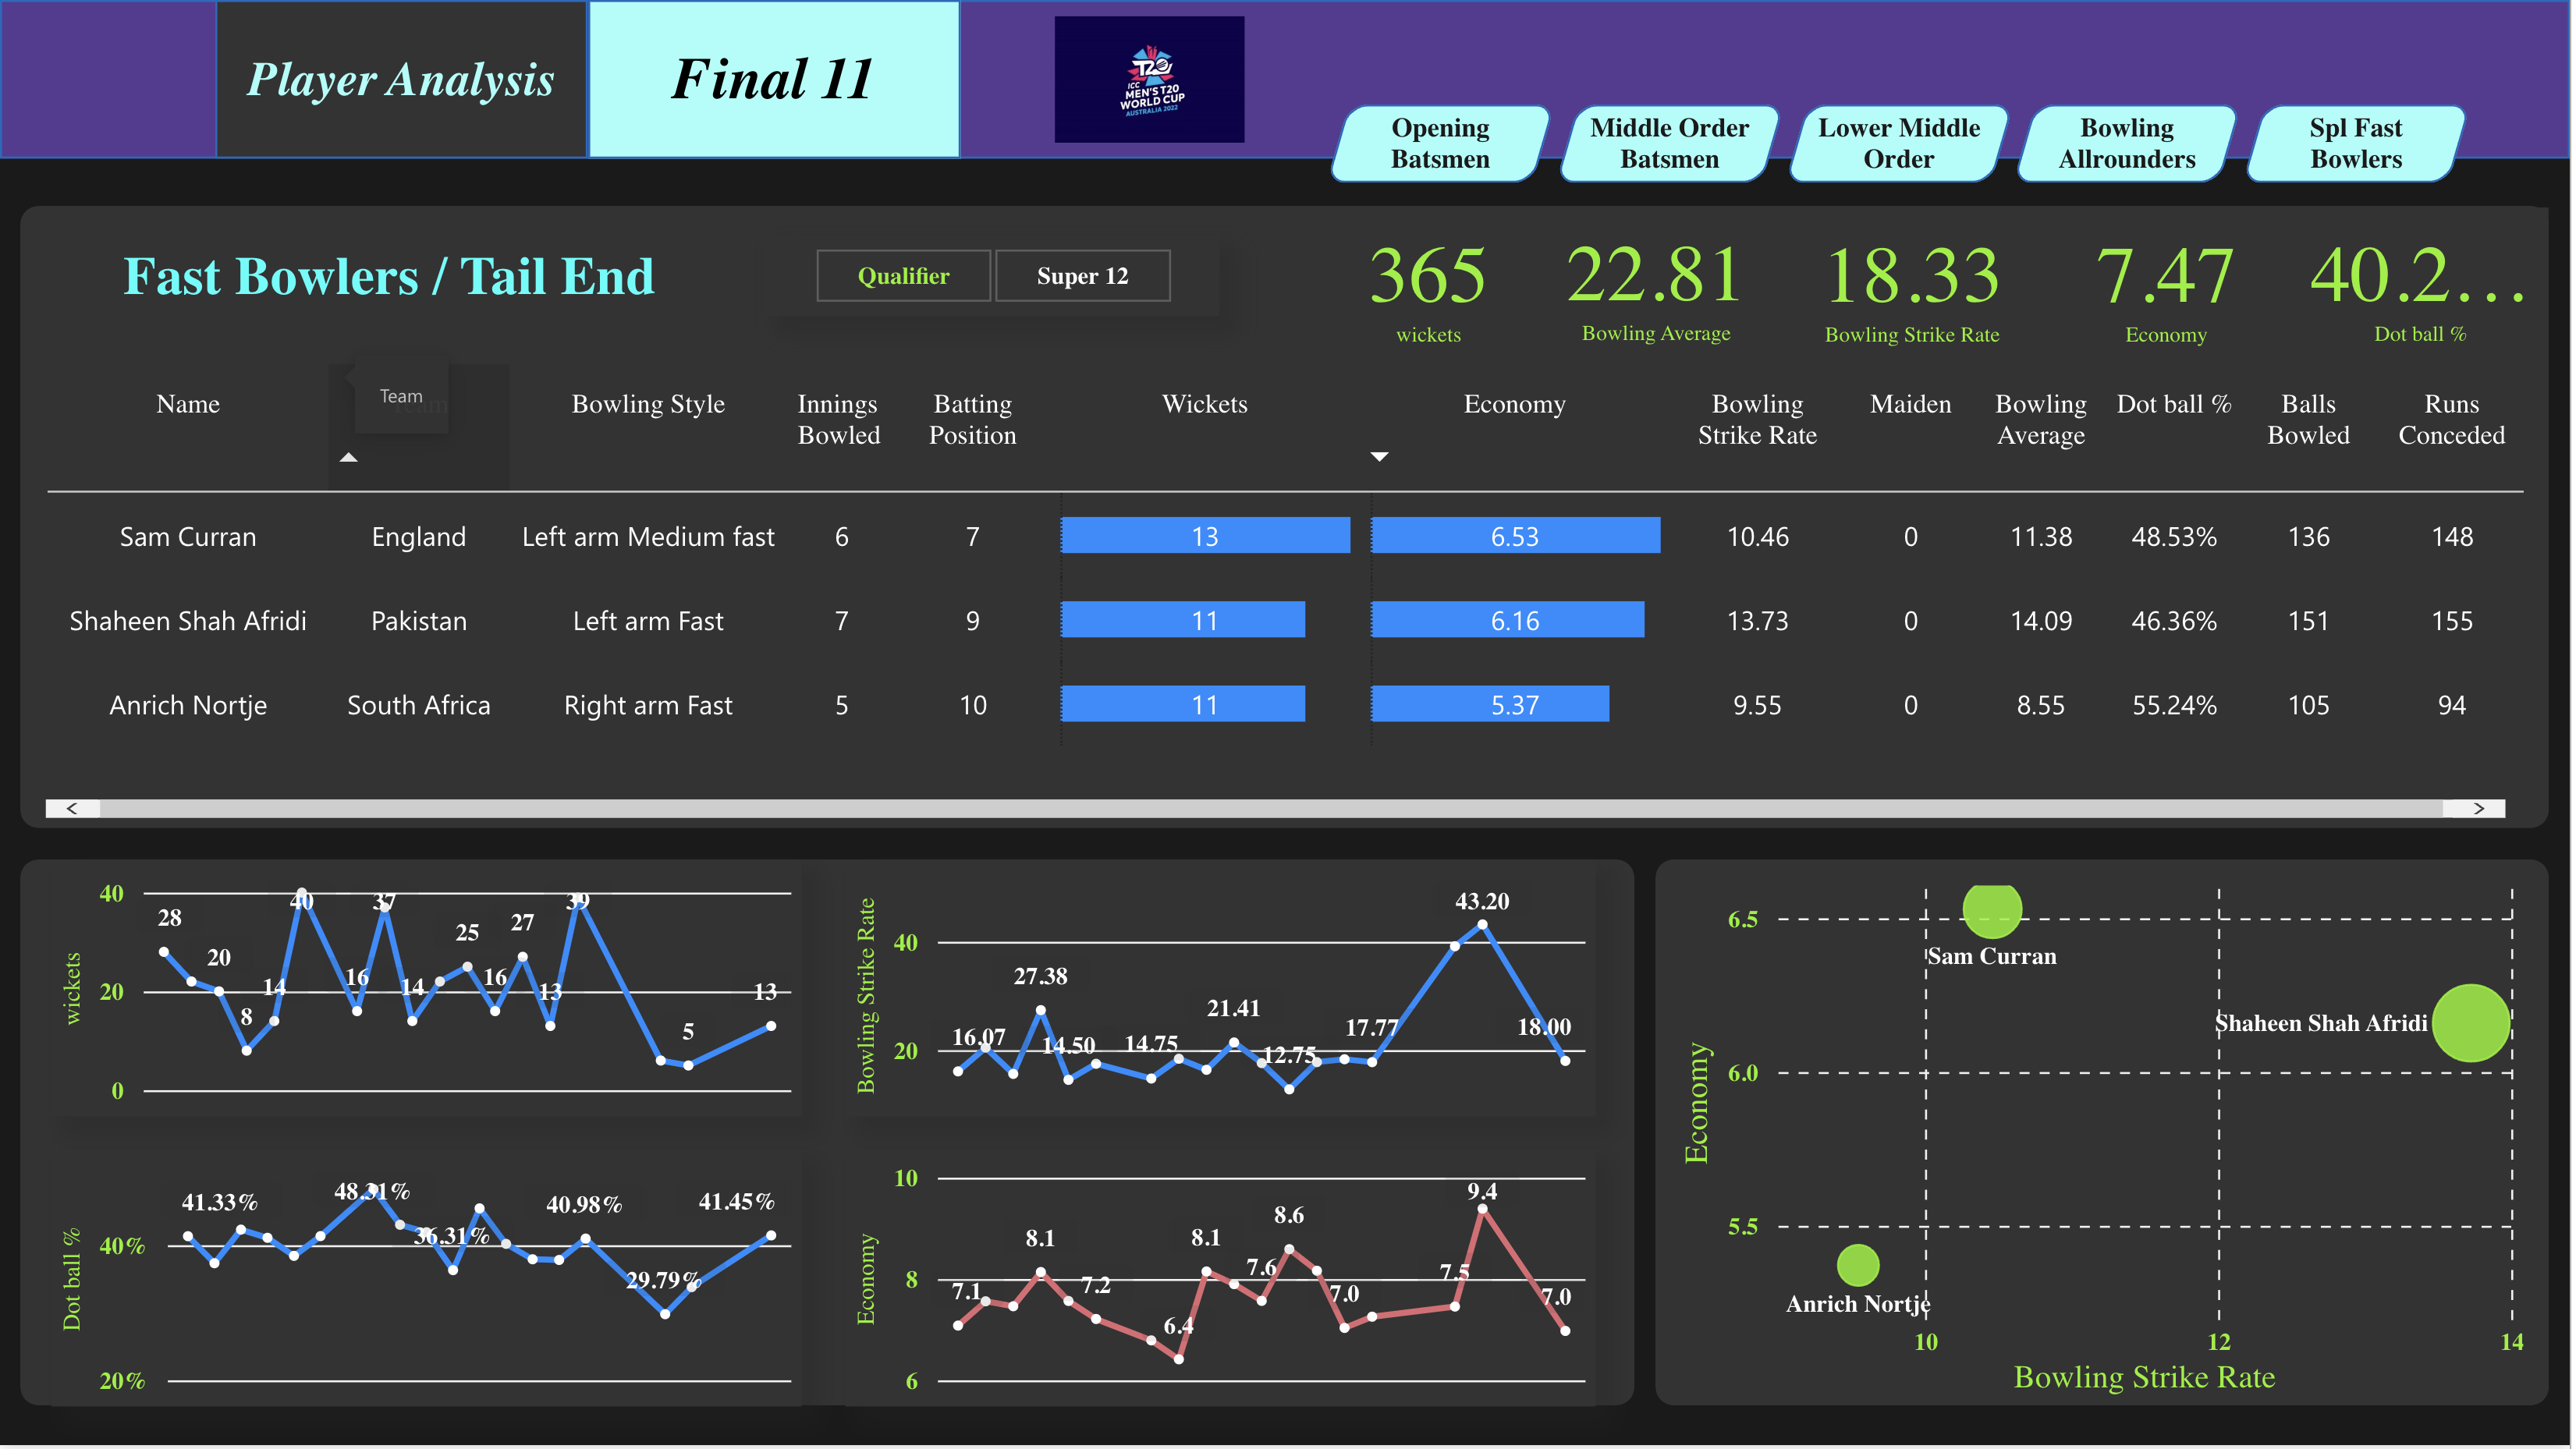 Player Analysis
Final 11
ICC
T20
MEN'S T20
WORLD CUP
AUSTRALIA 2022
Opening
Batsmen
Middle Order
Batsmen
Lower Middle
Order
Bowling
Allrounders
Spl Fast
Bowlers
Fast Bowlers / Tail End
Qualifier
Super 12
365
wickets
22.81
Bowling Average
18.33
Bowling Strike Rate
7.47
Economy
40.2...
Dot ball %
Team
Name Team Bowling Style Innings Bowled Batting Position Wickets Economy Bowling Strike Rate Maiden Bowling Average Dot ball % Balls Bowled Runs Conceded
Sam Curran England Left arm Medium fast 6 7 13 6.53 10.46 0 11.38 48.53% 136 148
Shaheen Shah Afridi Pakistan Left arm Fast 7 9 11 6.16 13.73 0 14.09 46.36% 151 155
Anrich Nortje South Africa Right arm Fast 5 10 11 5.37 9.55 0 8.55 55.24% 105 94
wickets
40
20
0
28 20 8 14 40 16 37 14 25 16 27 13 39 5 13
Bowling Strike Rate
40
20
16.07 27.38 14.50 14.75 21.41 12.75 17.77 43.20 18.00
Dot ball %
40%
20%
41.33% 48.31% 36.31% 40.98% 29.79% 41.45%
Economy
10
8
6
7.1 8.1 7.2 6.4 8.1 7.6 8.6 7.0 7.5 9.4 7.0
Economy
6.5
6.0
5.5
Sam Curran
Shaheen Shah Afridi
Anrich Nortje
10 12 14
Bowling Strike Rate